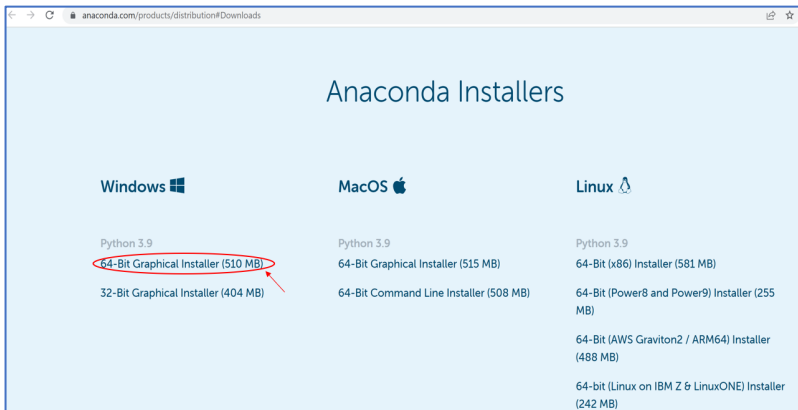 anaconda.com/products/distribution#Downloads
Anaconda Installers
Windows
Python 3.9
64-Bit Graphical Installer (510 MB)
32-Bit Graphical Installer (404 MB)
MacOS
Python 3.9
64-Bit Graphical Installer (515 MB)
64-Bit Command Line Installer (508 MB)
Linux
Python 3.9
64-Bit (x86) Installer (581 MB)
64-Bit (Power8 and Power9) Installer (255
MB)
64-Bit (AWS Graviton2 / ARM64) Installer
(488 MB)
64-bit (Linux on IBM Z & LinuxONE) Installer
(242 MB)